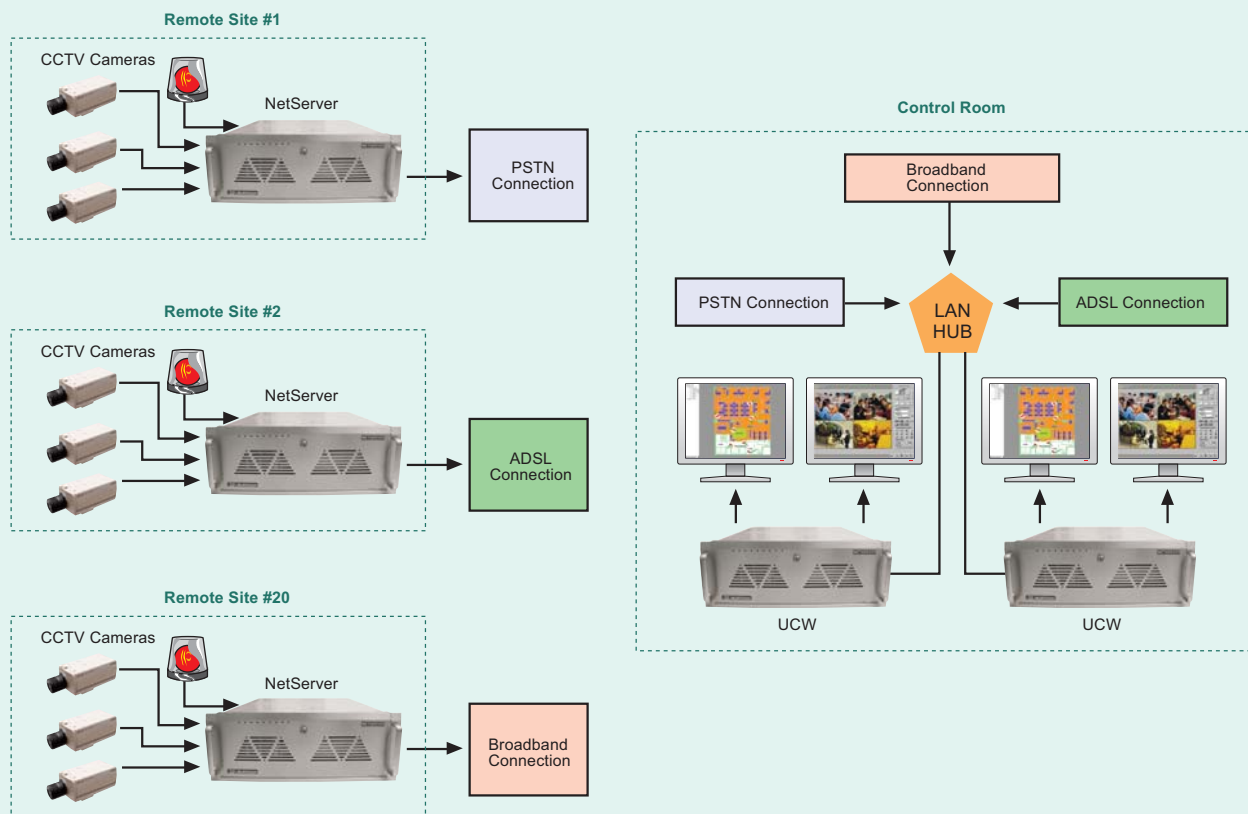 Remote Site #1
CCTV Cameras
NetServer
PSTN
Connection
Remote Site #2
CCTV Cameras
NetServer
ADSL
Connection
Remote Site #20
CCTV Cameras
NetServer
Broadband
Connection
Control Room
Broadband
Connection
PSTN Connection
LAN
HUB
ADSL Connection
UCW
UCW